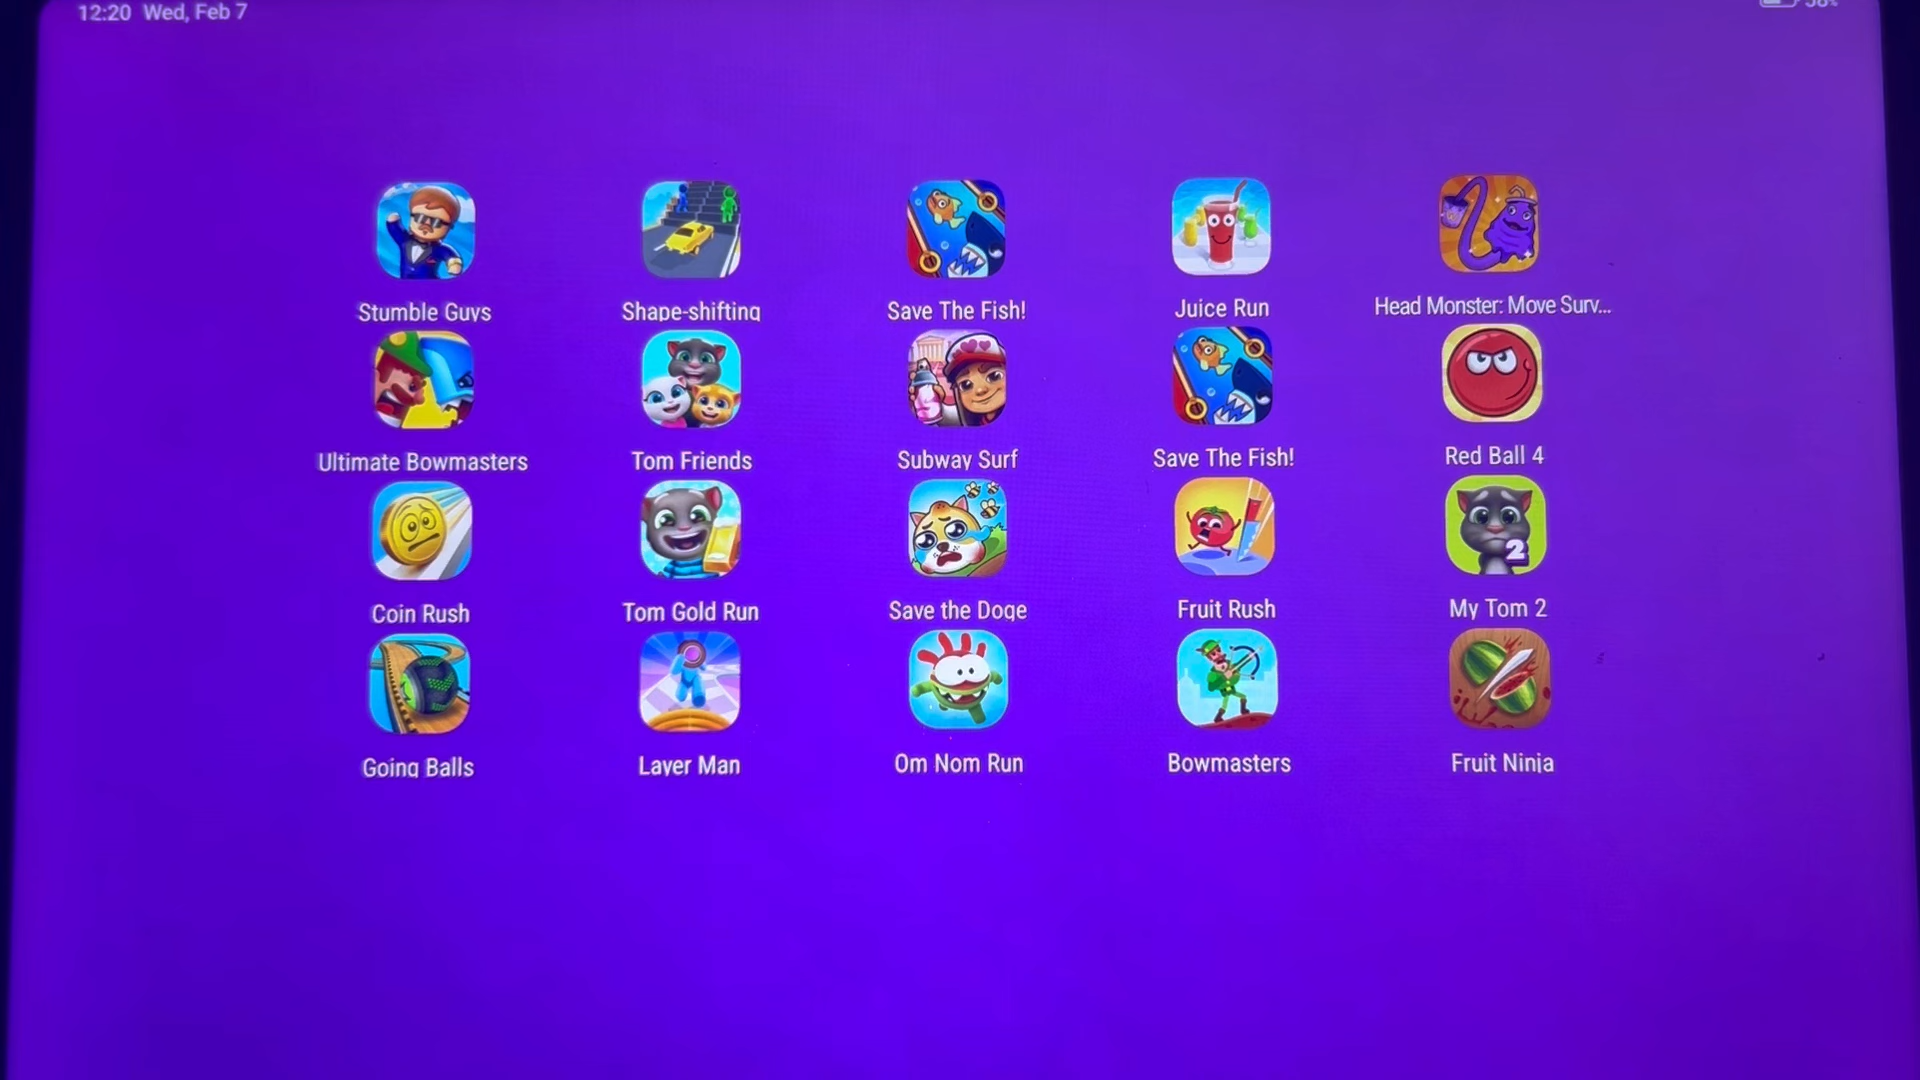 12:20 Wed, Feb 7
Stumble Guys
Shape-shifting
Save The Fish!
Juice Run
Head Monster: Move Surv...
Ultimate Bowmasters
Tom Friends
Subway Surf
Save The Fish!
Red Ball 4
Coin Rush
Tom Gold Run
Save the Doge
Fruit Rush
My Tom 2
2
Going Balls
Layer Man
Om Nom Run
Bowmasters
Fruit Ninja